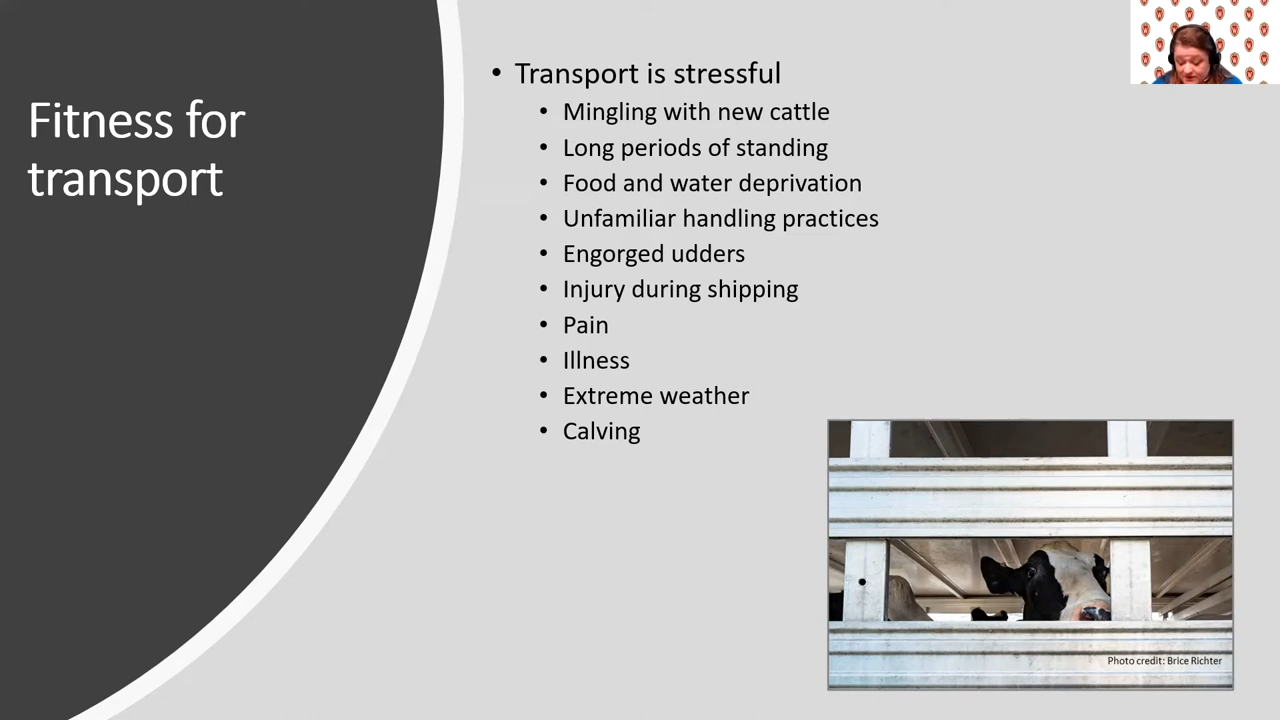 Fitness for
transport
• Transport is stressful
• Mingling with new cattle
• Long periods of standing
• Food and water deprivation
• Unfamiliar handling practices
• Engorged udders
• Injury during shipping
• Pain
• Illness
• Extreme weather
• Calving
Photo credit: Brice Richter